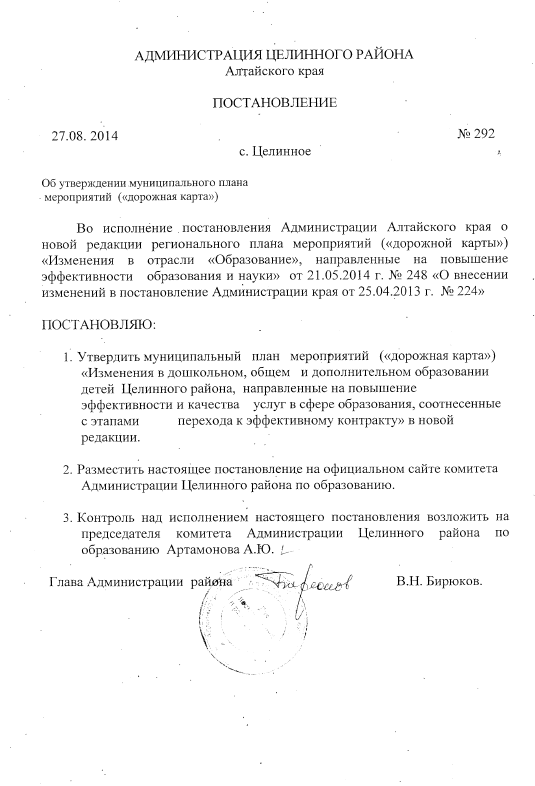 АДМИНИСТРАЦИЯ ЦЕЛИННОГО РАЙОНА
Алтайского края
ПОСТАНОВЛЕНИЕ
27.08. 2014 № 292
с. Целинное
Об утверждении муниципального плана
мероприятий («дорожная карта»)
Во исполнение постановления Администрации Алтайского края о
новой редакции регионального плана мероприятий («дорожной карты»)
«Изменения в отрасли «Образование», направленные на повышение
эффективности образования и науки» от 21.05.2014 г. № 248 «О внесении
изменений в постановление Администрации края от 25.04.2013 г. № 224»
ПОСТАНОВЛЯЮ:
1. Утвердить муниципальный план мероприятий («дорожная карта»)
«Изменения в дошкольном, общем и дополнительном образовании
детей Целинного района, направленные на повышение
эффективности и качества услуг в сфере образования, соотнесенные
с этапами перехода к эффективному контракту» в новой
редакции.
2. Разместить настоящее постановление на официальном сайте комитета
Администрации Целинного района по образованию.
3. Контроль над исполнением настоящего постановления возложить на
председателя комитета Администрации Целинного района по
образованию Артамонова А.Ю.
Глава Администрации района В.Н. Бирюков.